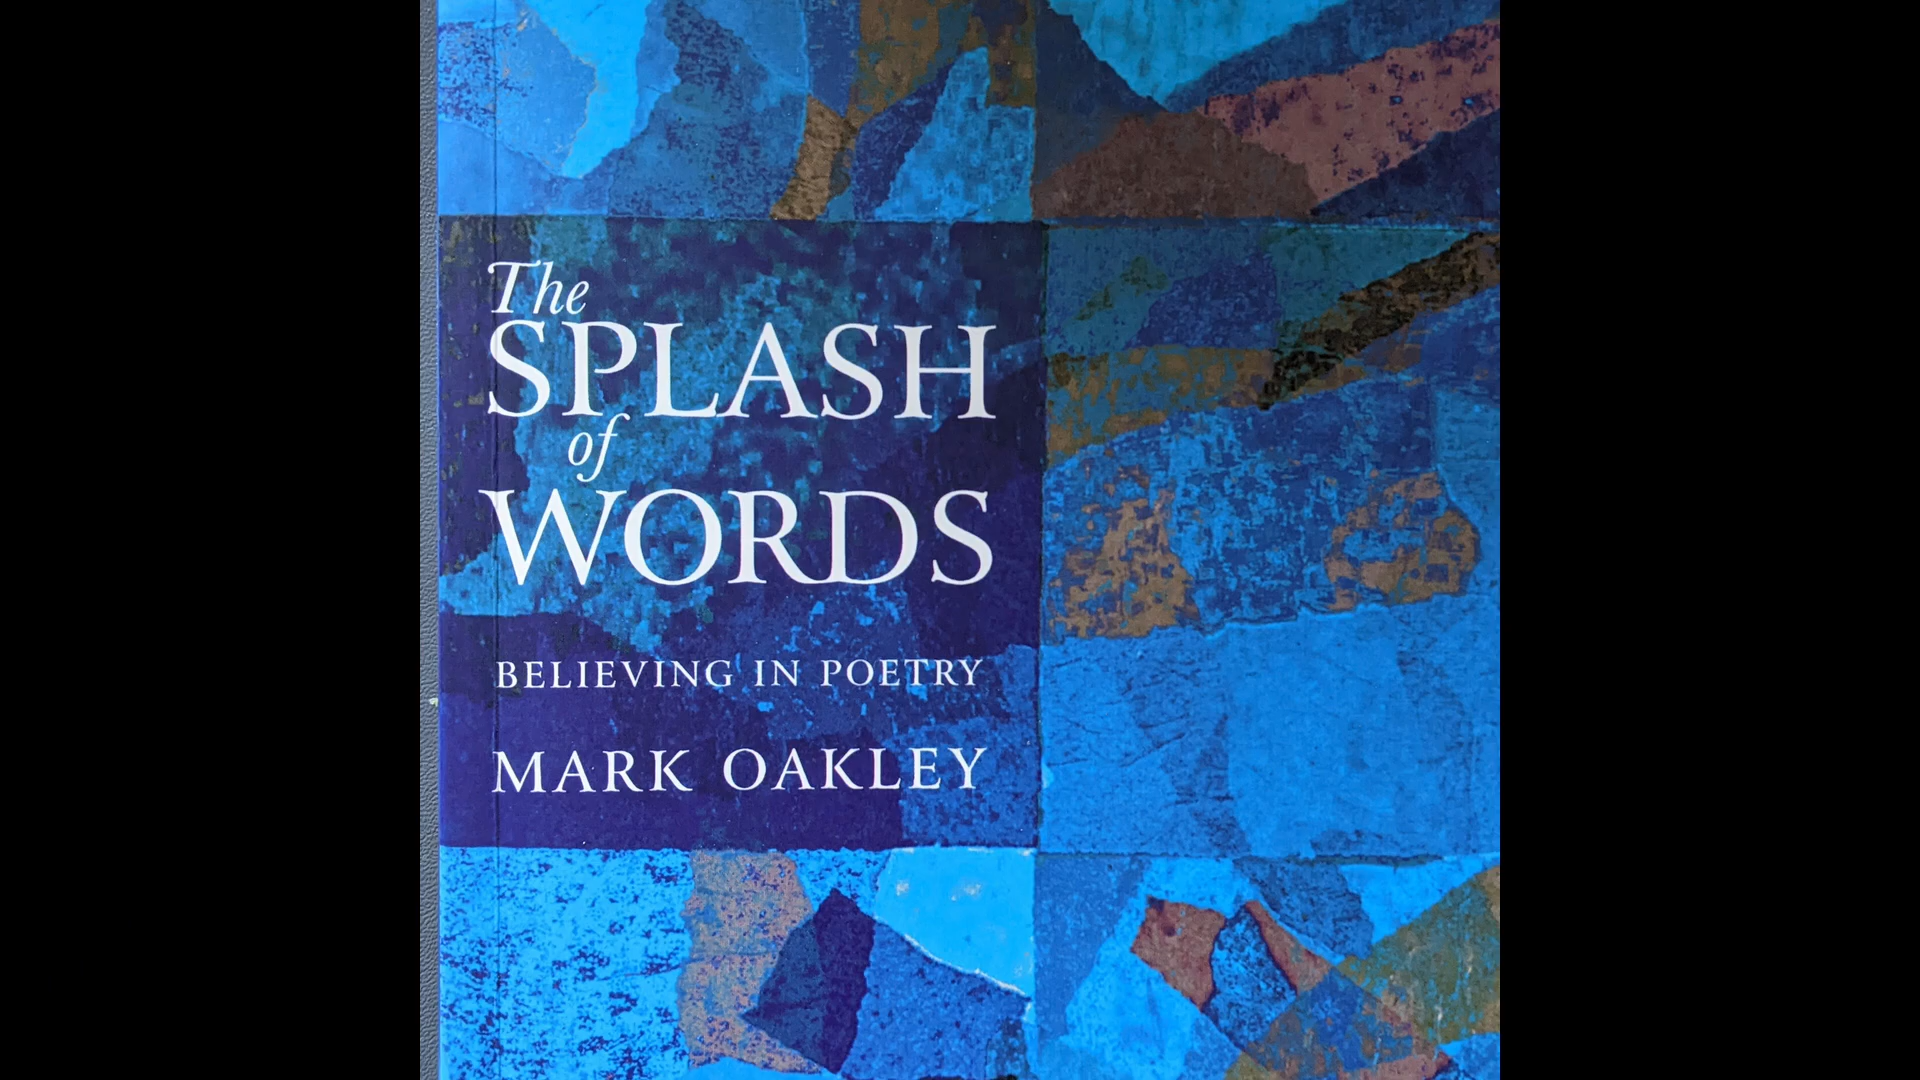 The
SPLASH
of
WORDS
BELIEVING IN POETRY
MARK OAKLEY